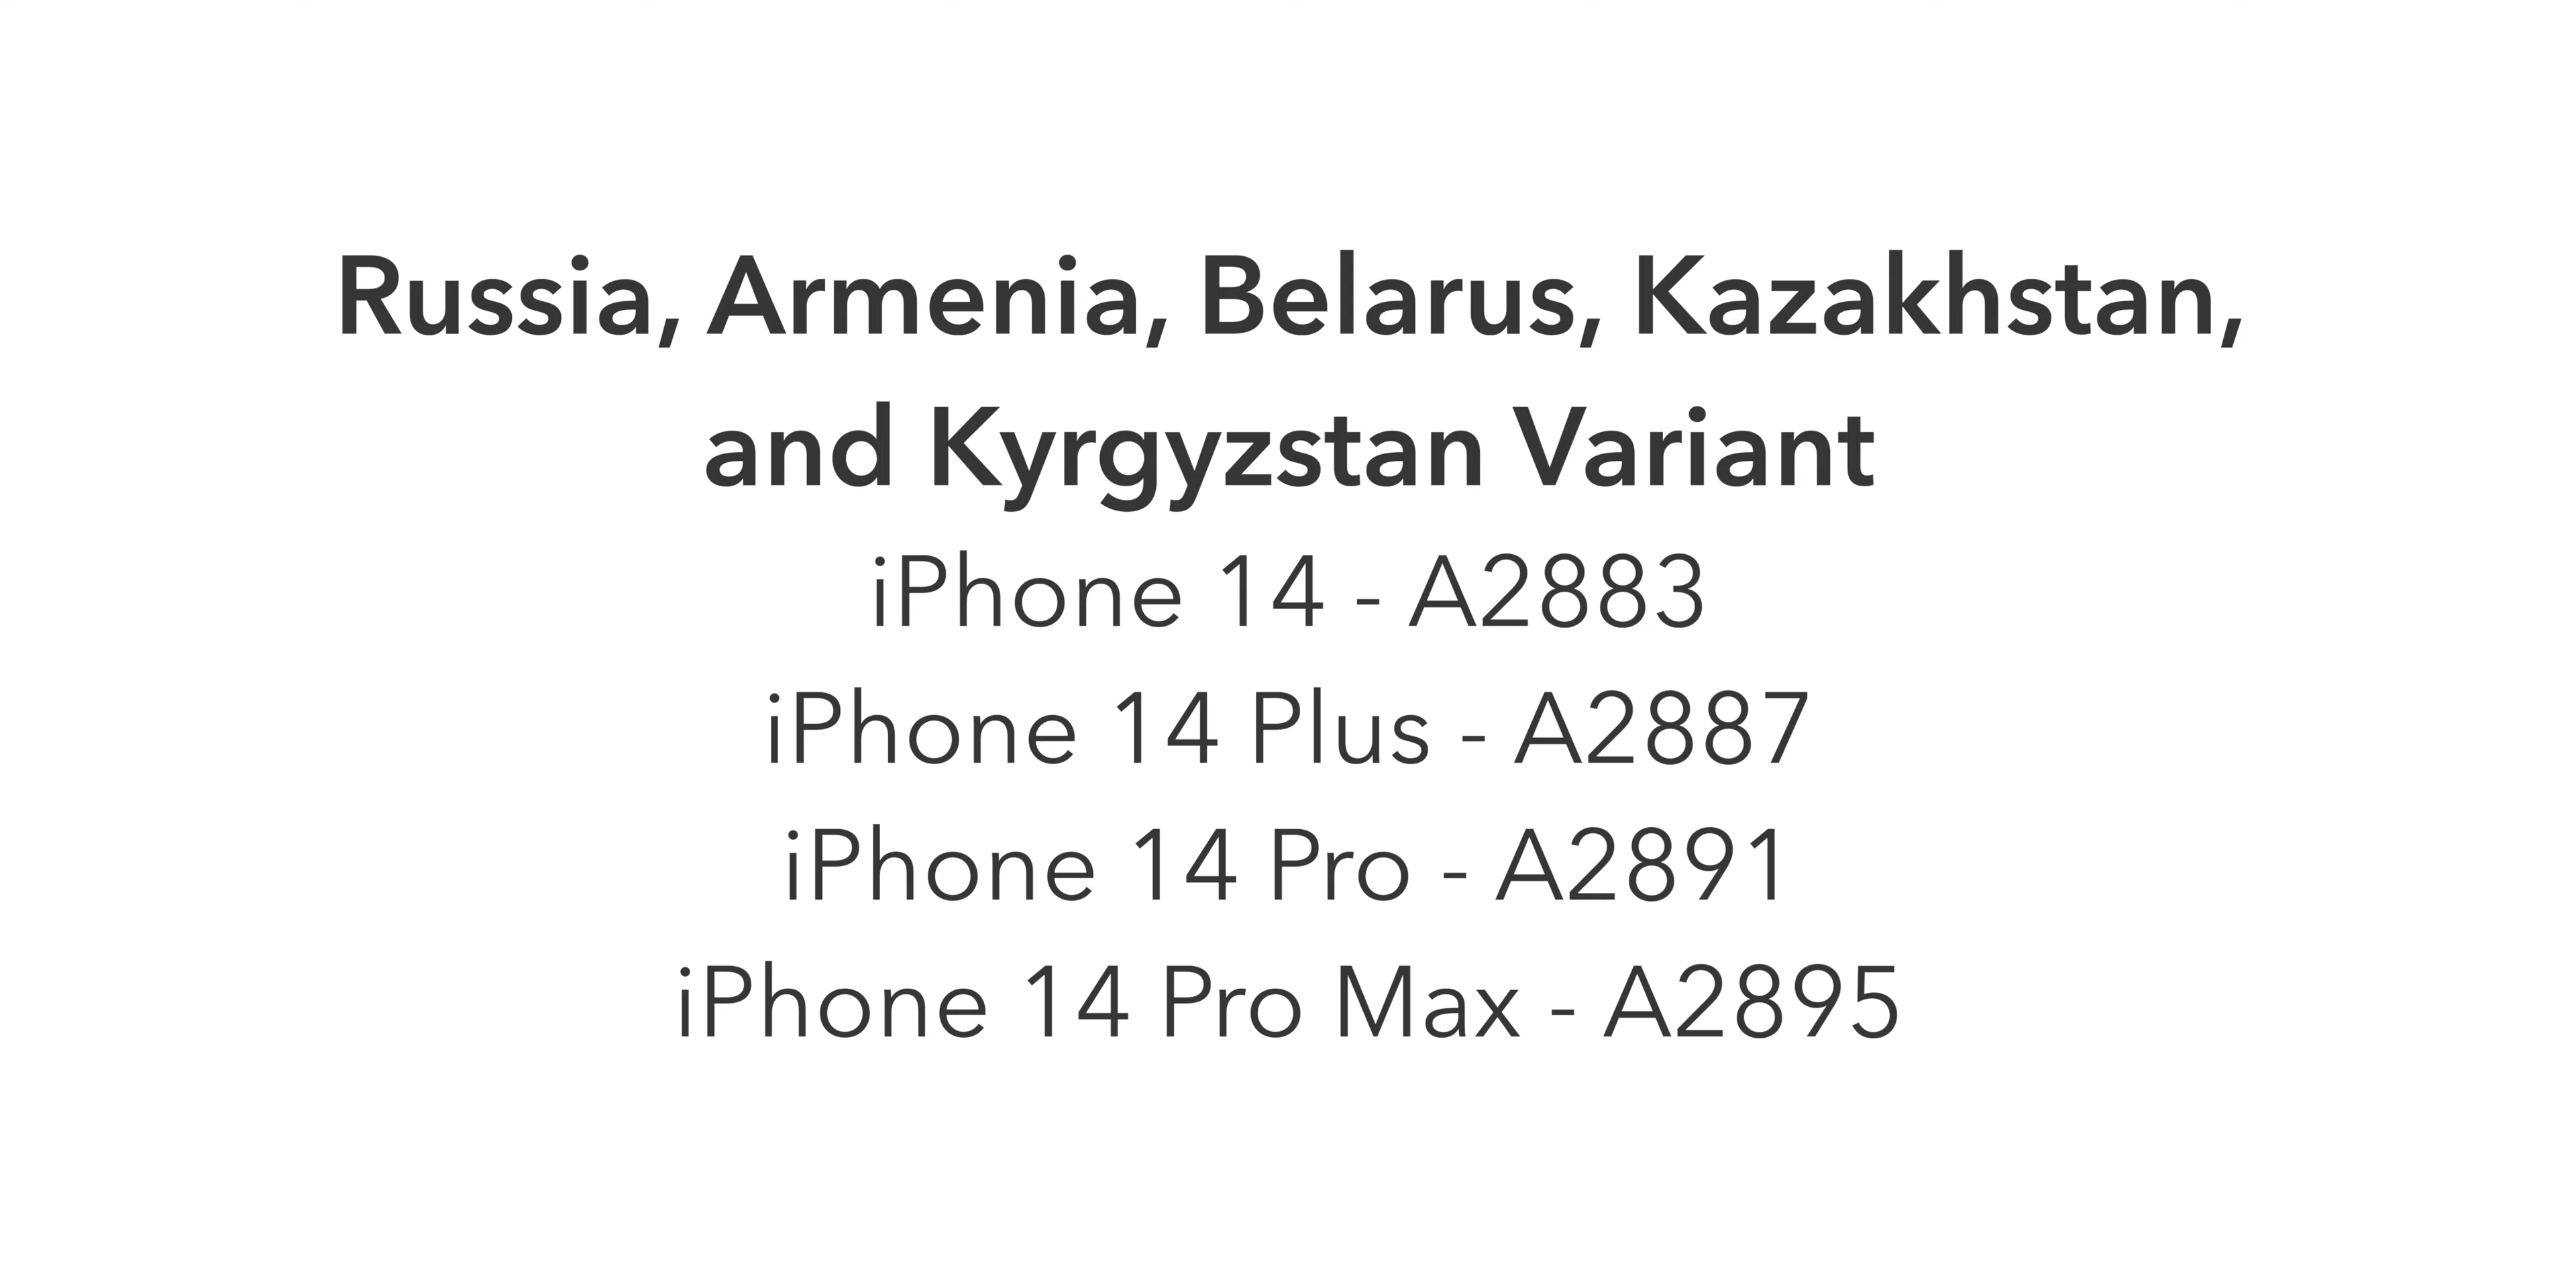 Russia, Armenia, Belarus, Kazakhstan,
and Kyrgyzstan Variant
iPhone 14 - A2883
iPhone 14 Plus - A2887
iPhone 14 Pro - A2891
iPhone 14 Pro Max - A2895